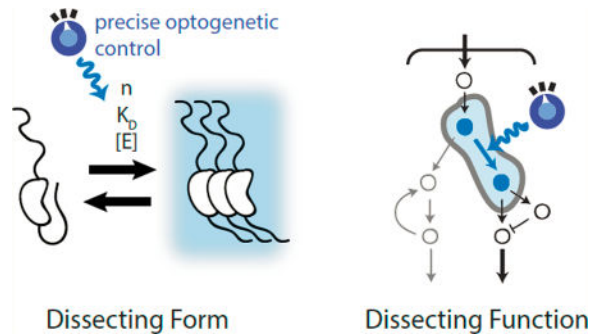 precise optogenetic
control
n
K_D
[E]
Dissecting Form
Dissecting Function